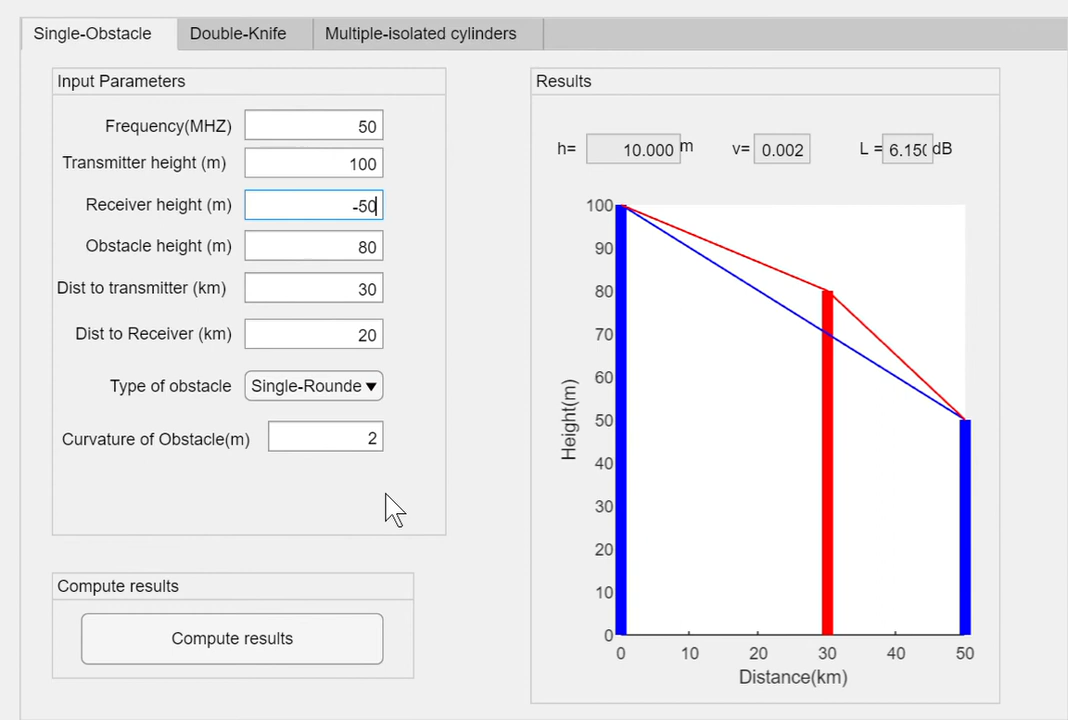 Single-Obstacle Double-Knife Multiple-isolated cylinders
Input Parameters
Frequency(MHZ) 50
Transmitter height (m) 100
Receiver height (m) -50
Obstacle height (m) 80
Dist to transmitter (km) 30
Dist to Receiver (km) 20
Type of obstacle Single-Rounde
Curvature of Obstacle(m) 2
Compute results
Compute results
Results
h= 10.000 m v= 0.002 L = 6.150 dB
100
90
80
70
60
50
40
30
20
10
0
Height(m)
0 10 20 30 40 50
Distance(km)